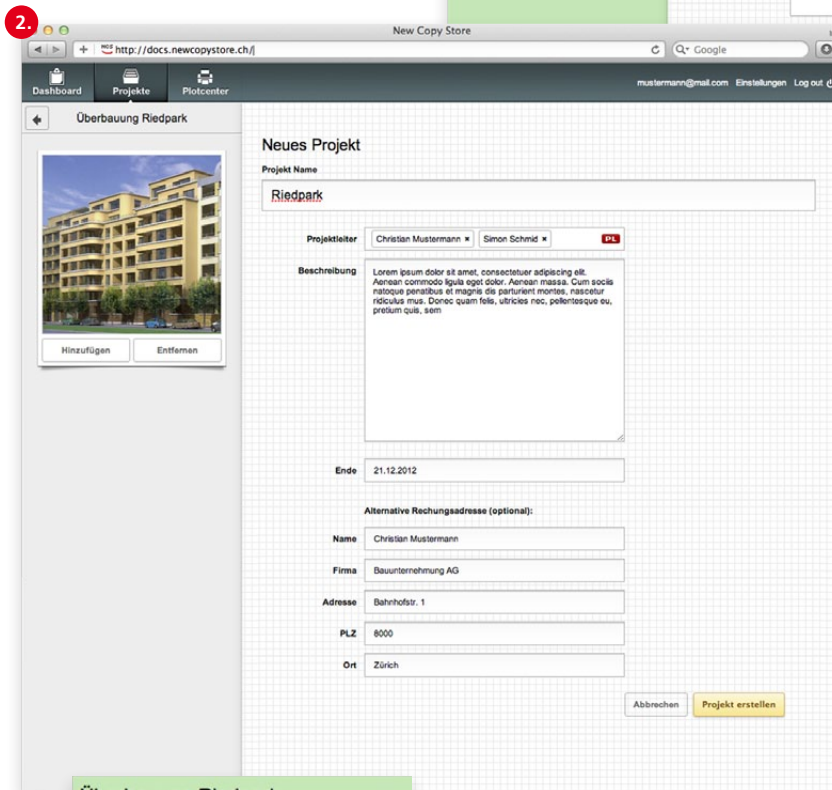 2.
New Copy Store
NCS http://docs.newcopystore.ch/
Google
Dashboard
Projekte
Plotcenter
mustermann@mail.com Einstellungen Log out
Überbauung Riedpark
Hinzufügen
Entfernen
Neues Projekt
Projekt Name
Riedpark
Projektleiter
Christian Mustermann ×
Simon Schmid ×
PL
Beschreibung
Lorem ipsum dolor sit amet, consectetuer adipiscing elit.
Aenean commodo ligula eget dolor. Aenean massa. Cum sociis
natoque penatibus et magnis dis parturient montes, nascetur
ridiculus mus. Donec quam felis, ultricies nec, pellentesque eu,
pretium quis, sem
Ende
21.12.2012
Alternative Rechungsadresse (optional):
Name
Christian Mustermann
Firma
Bauunternehmung AG
Adresse
Bahnhofstr. 1
PLZ
8000
Ort
Zürich
Abbrechen
Projekt erstellen